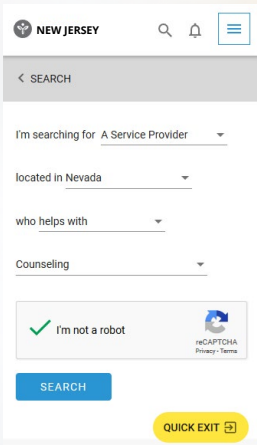 NEW JERSEY
SEARCH
I'm searching for A Service Provider
located in Nevada
who helps with
Counseling
I'm not a robot
reCAPTCHA
Privacy - Terms
SEARCH
QUICK EXIT